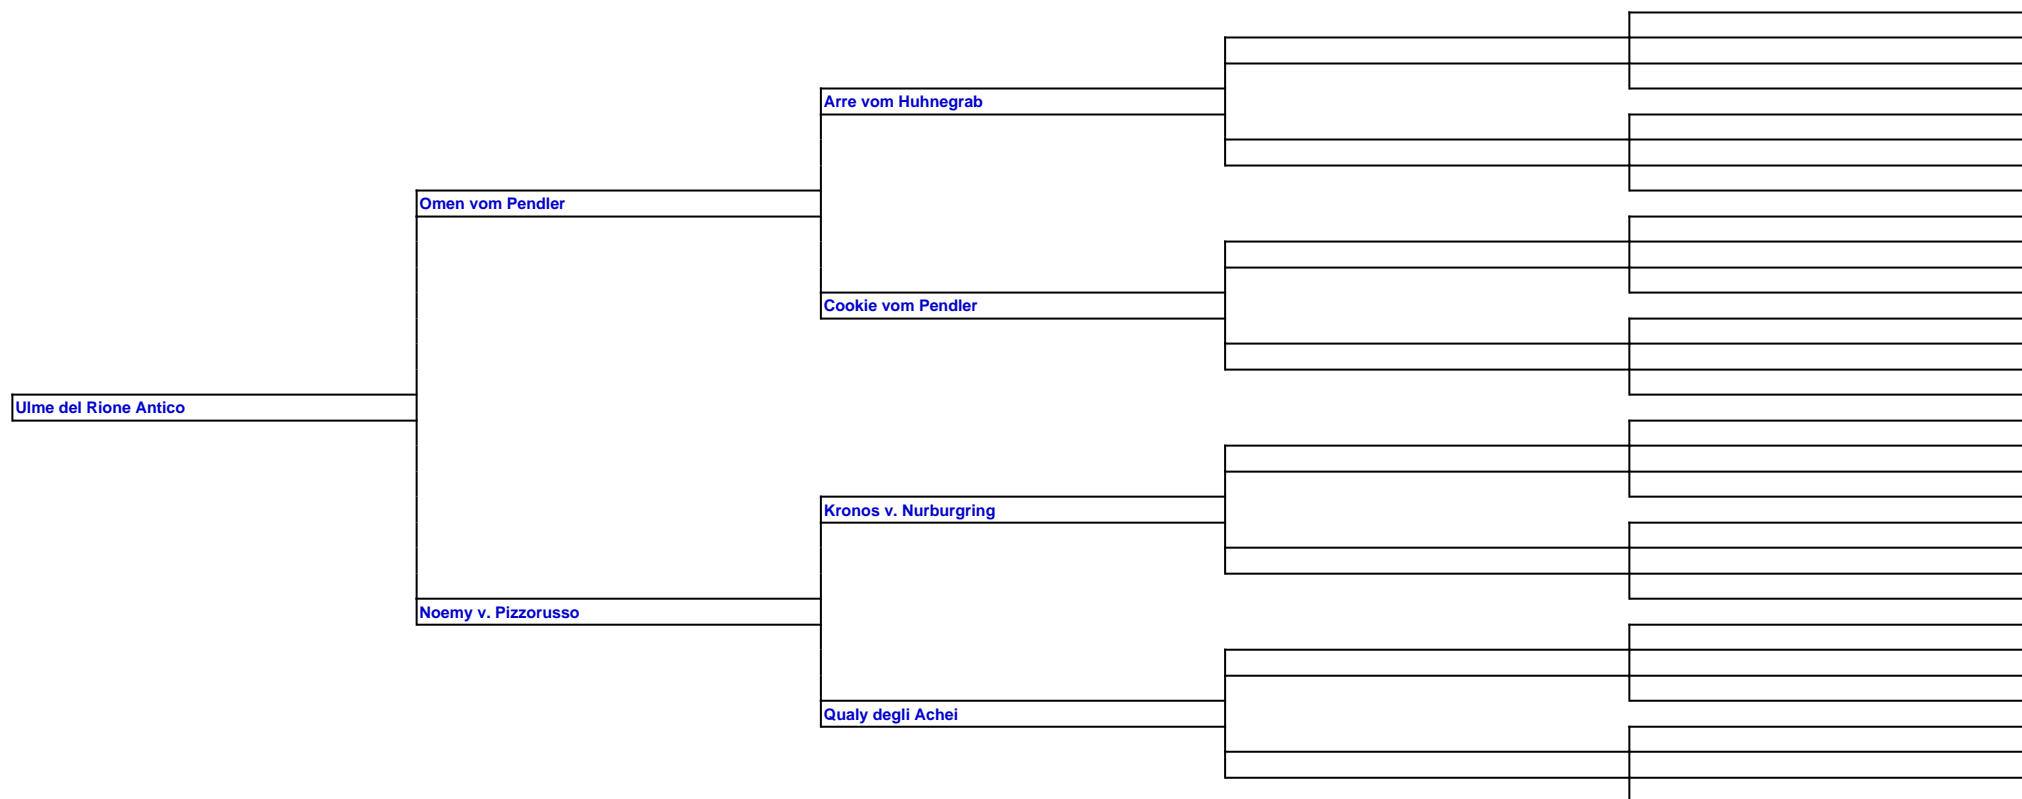 Arre vom Huhnegrab
Omen vom Pendler
Cookie vom Pendler
Ulme del Rione Antico
Kronos v. Nurburgring
Noemy v. Pizzorusso
Qualy degli Achei